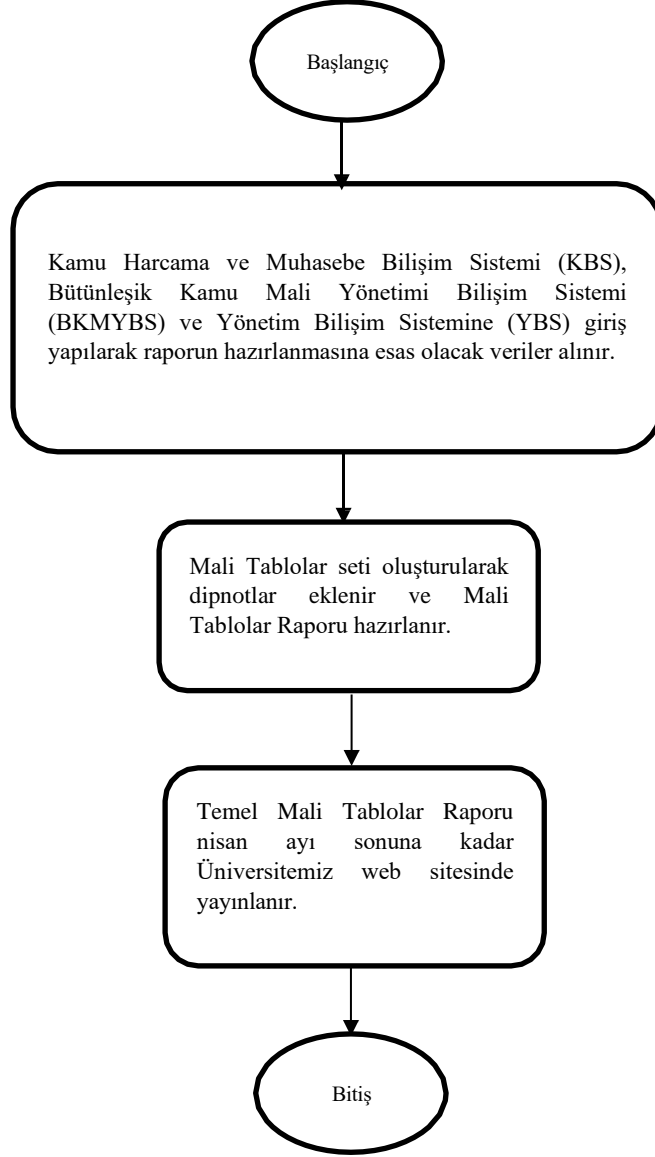 Başlangıç
Kamu Harcama ve Muhasebe Bilişim Sistemi (KBS),
Bütünleşik Kamu Mali Yönetimi Bilişim Sistemi
(BKMYBS) ve Yönetim Bilişim Sistemine (YBS) giriş
yapılarak raporun hazırlanmasına esas olacak veriler alınır.
Mali Tablolar seti oluşturularak
dipnotlar eklenir ve Mali
Tablolar Raporu hazırlanır.
Temel Mali Tablolar Raporu
nisan ayı sonuna kadar
Üniversitemiz web sitesinde
yayınlanır.
Bitiş